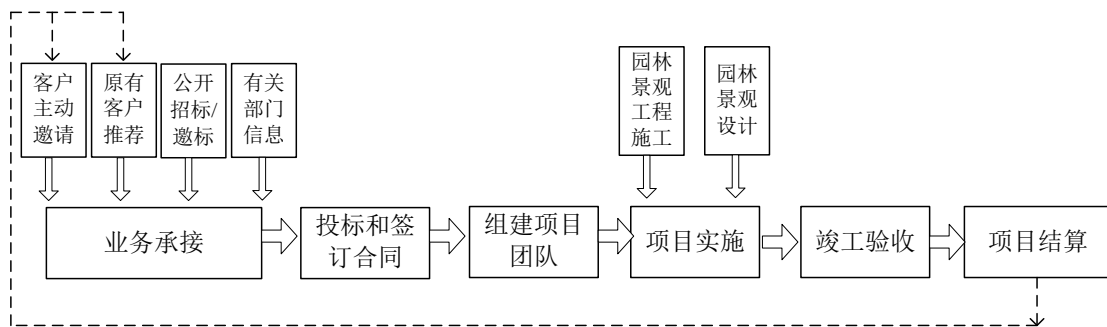 客户
主动
邀请
原有
客户
推荐
公开
招标/
邀标
有关
部门
信息
园林
景观
工程
施工
园林
景观
设计
业务承接
投标和签
订合同
组建项目
团队
项目实施
竣工验收
项目结算